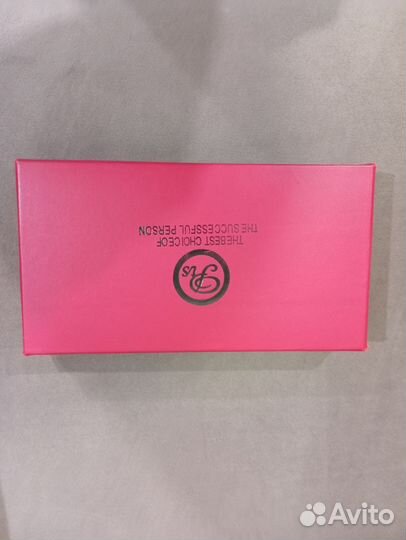 THEBEST CHOICEOF
THE SUCCESSFUL PERSON
Avito